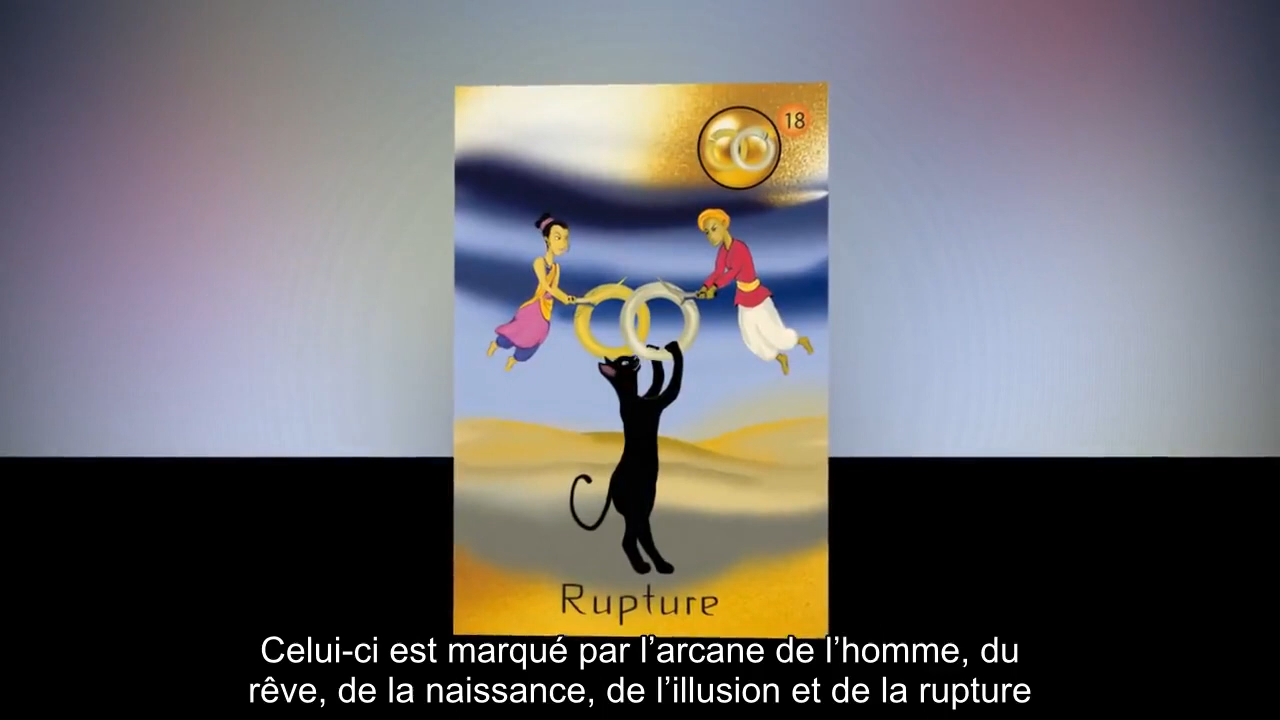 18
Rupture
Celui-ci est marqué par l’arcane de l’homme, du
rêve, de la naissance, de l’illusion et de la rupture